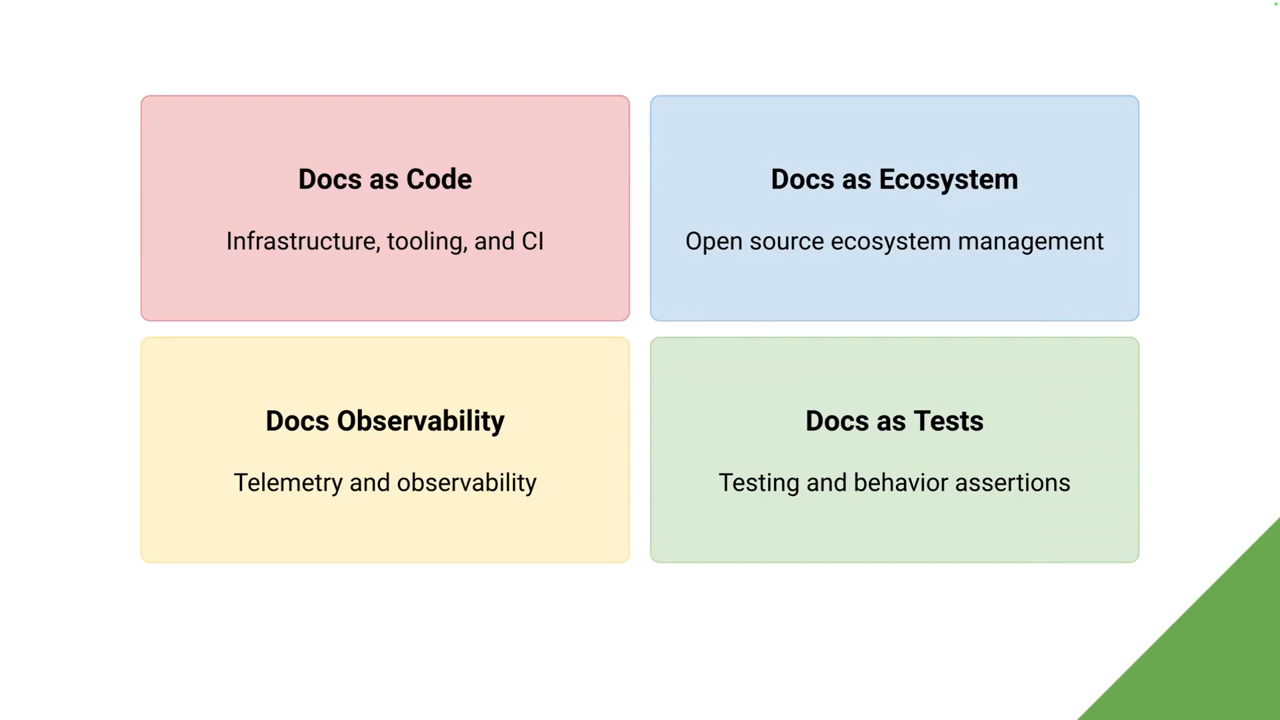 Docs as Code
Infrastructure, tooling, and CI
Docs as Ecosystem
Open source ecosystem management
Docs Observability
Telemetry and observability
Docs as Tests
Testing and behavior assertions